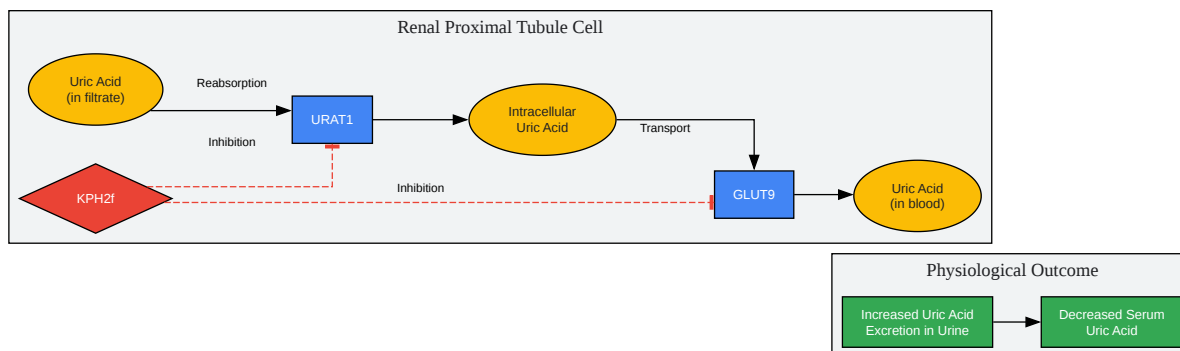 Renal Proximal Tubule Cell
Uric Acid
(in filtrate)
Reabsorption
URAT1
Intracellular
Uric Acid
Transport
Inhibition
KPH2f
Inhibition
GLUT9
Uric Acid
(in blood)
Physiological Outcome
Increased Uric Acid
Excretion in Urine
Decreased Serum
Uric Acid